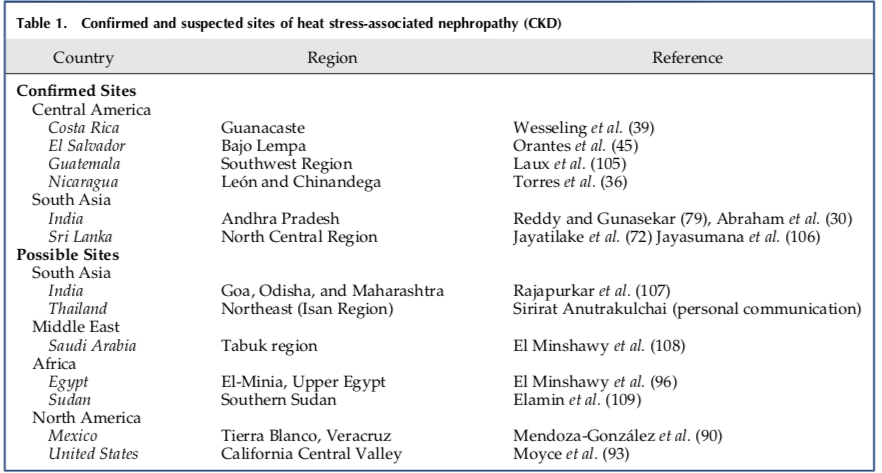 Table 1. Confirmed and suspected sites of heat stress-associated nephropathy (CKD)
Country Region Reference
Confirmed Sites
Central America
Costa Rica Guanacaste Wesseling et al. (39)
El Salvador Bajo Lempa Orantes et al. (45)
Guatemala Southwest Region Laux et al. (105)
Nicaragua León and Chinandega Torres et al. (36)
South Asia
India Andhra Pradesh Reddy and Gunasekar (79), Abraham et al. (30)
Sri Lanka North Central Region Jayatilake et al. (72) Jayasumana et al. (106)
Possible Sites
South Asia
India Goa, Odisha, and Maharashtra Rajapurkar et al. (107)
Thailand Northeast (Isan Region) Sirirat Anutrakulchai (personal communication)
Middle East
Saudi Arabia Tabuk region El Minshawy et al. (108)
Africa
Egypt El-Minia, Upper Egypt El Minshawy et al. (96)
Sudan Southern Sudan Elamin et al. (109)
North America
Mexico Tierra Blanco, Veracruz Mendoza-González et al. (90)
United States California Central Valley Moyce et al. (93)